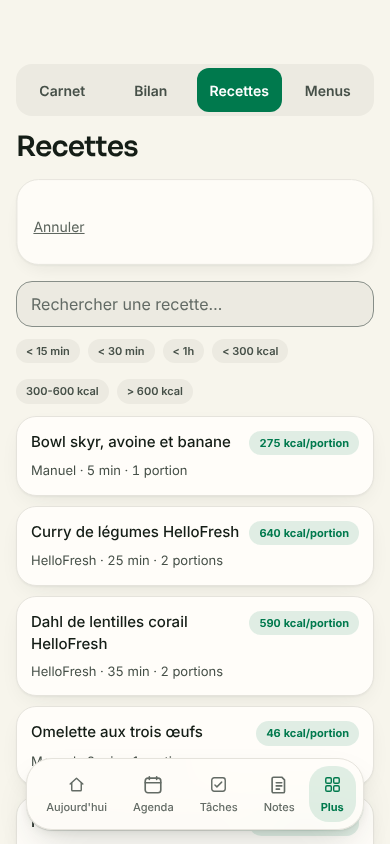 Carnet
Bilan
Recettes
Menus
Recettes
Annuler
Rechercher une recette...
< 15 min
< 30 min
< 1h
< 300 kcal
300-600 kcal
> 600 kcal
Bowl skyr, avoine et banane
275 kcal/portion
Manuel · 5 min · 1 portion
Curry de légumes HelloFresh
640 kcal/portion
HelloFresh · 25 min · 2 portions
Dahl de lentilles corail
HelloFresh
590 kcal/portion
HelloFresh · 35 min · 2 portions
Omelette aux trois œufs
46 kcal/portion
Aujourd'hui
Agenda
Tâches
Notes
Plus